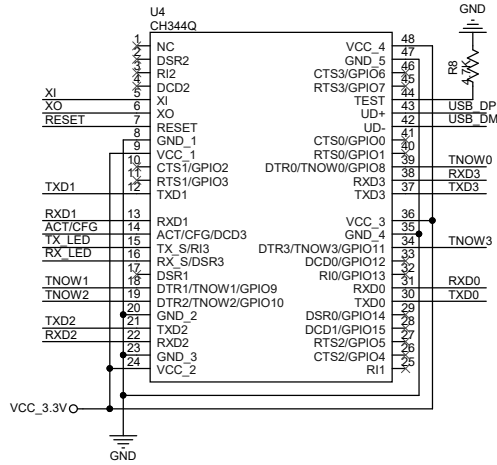 U4
CH344Q
GND
R8
4.7K
1 NC
2 DSR2
3 RI2
4 DCD2
XI 5 XI
XO 6 XO
RESET 7 RESET
8 GND_1
9 VCC_1
10 CTS1/GPIO2
11 RTS1/GPIO3
TXD1 12 TXD1
RXD1 13 RXD1
ACT/CFG 14 ACT/CFG/DCD3
TX_LED 15 TX_S/RI3
RX_LED 16 RX_S/DSR3
17 DSR1
TNOW1 18 DTR1/TNOW1/GPIO9
TNOW2 19 DTR2/TNOW2/GPIO10
20 GND_2
TXD2 21 TXD2
RXD2 22 RXD2
23 GND_3
24 VCC_2
VCC_4 48
GND_5 47
CTS3/GPIO6 46
RTS3/GPIO7 45
TEST 44
UD+ 43 USB_DP
UD- 42 USB_DM
CTS0/GPIO0 41
RTS0/GPIO1 40
DTR0/TNOW0/GPIO8 39 TNOW0
RXD3 38 RXD3
TXD3 37 TXD3
VCC_3 36
GND_4 35
DTR3/TNOW3/GPIO11 34 TNOW3
DCD0/GPIO12 33
RI0/GPIO13 32
RXD0 31 RXD0
TXD0 30 TXD0
DSR0/GPIO14 29
DCD1/GPIO15 28
RTS2/GPIO5 27
CTS2/GPIO4 26
RI1 25
VCC_3.3V
GND